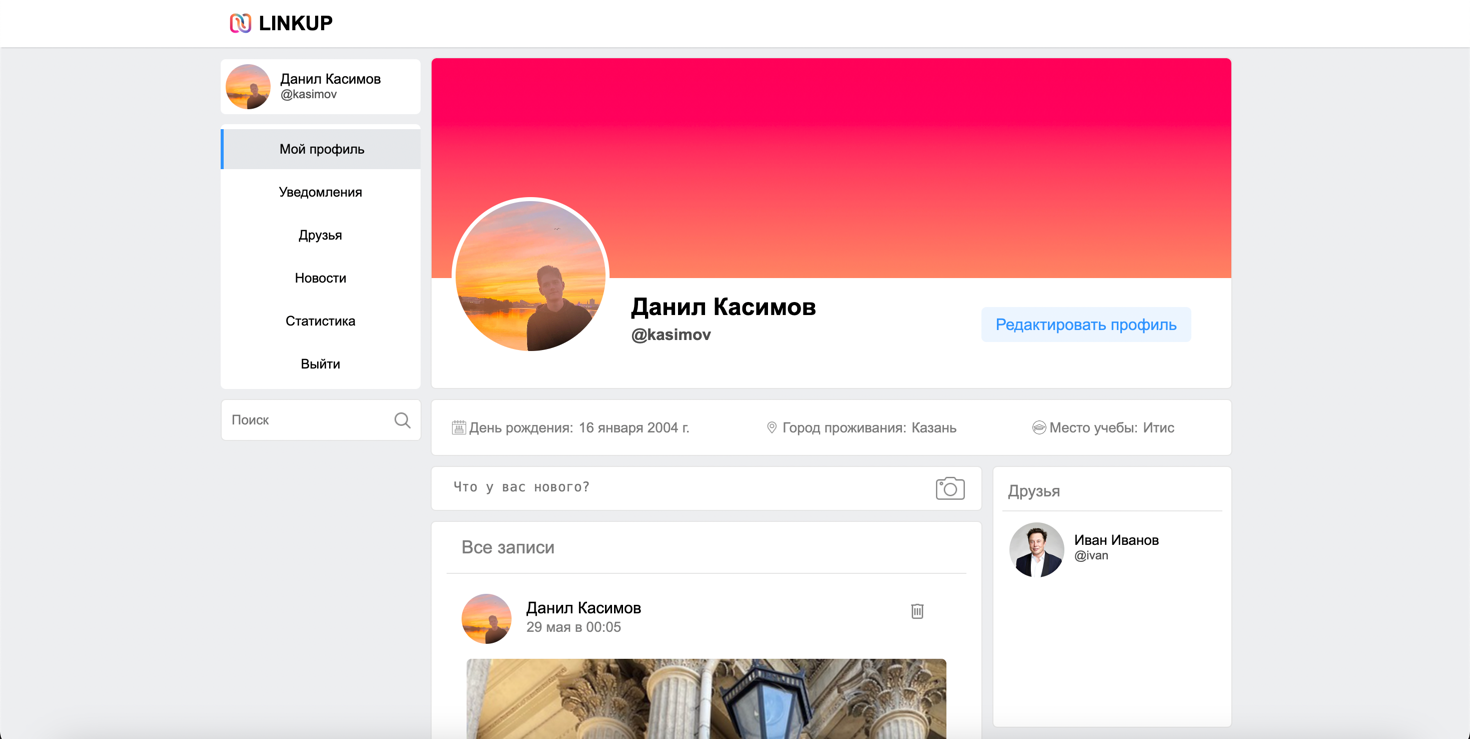 LINKUP
Данил Касимов
@kasimov
Мой профиль
Уведомления
Друзья
Новости
Статистика
Выйти
Поиск
Данил Касимов
@kasimov
Редактировать профиль
День рождения: 16 января 2004 г.
Город проживания: Казань
Место учебы: Итис
Что у вас нового?
Все записи
Данил Касимов
29 мая в 00:05
Друзья
Иван Иванов
@ivan